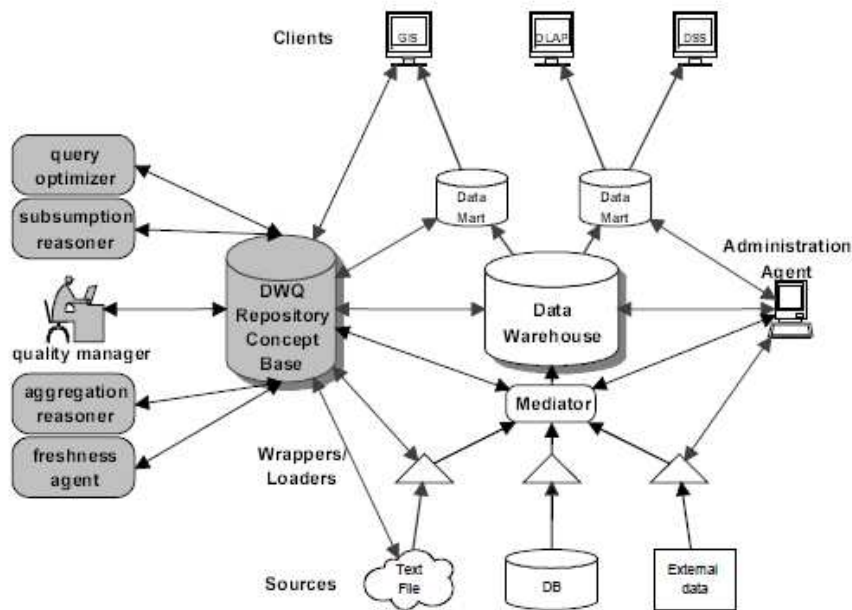 Clients
GIS
OLAP
DSS
query
optimizer
subsumption
reasoner
Data
Mart
Data
Mart
Administration
Agent
DWQ
Repository
Concept
Base
Data
Warehouse
quality manager
aggregation
reasoner
freshness
agent
Mediator
Wrappers/
Loaders
Sources
Text
File
DB
External
data